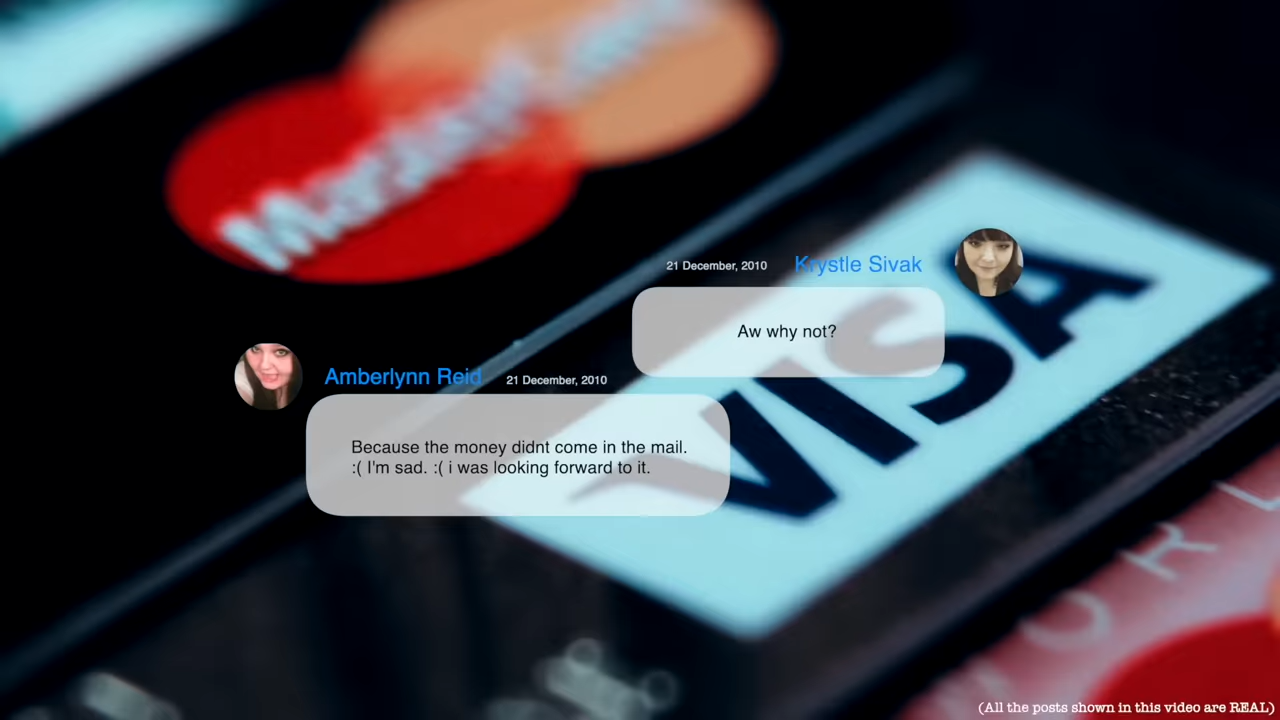 MasterCard
21 December, 2010 Krystle Sivak
Aw why not?
Amberlynn Reid 21 December, 2010
Because the money didnt come in the mail.
:( I'm sad. :( i was looking forward to it.
VISA
(All the posts shown in this video are REAL)